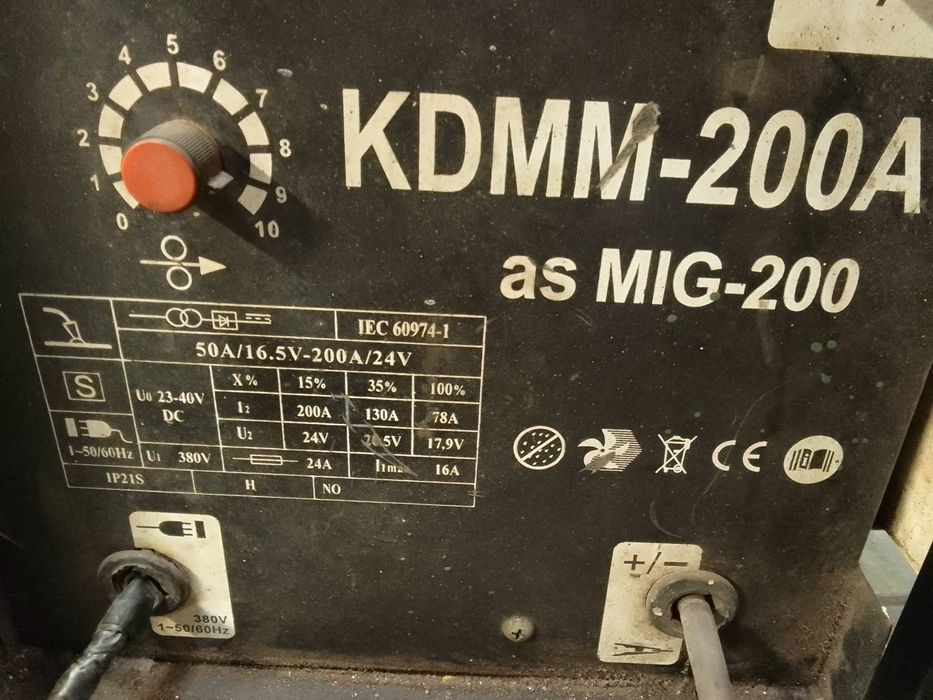 0 1 2 3 4 5 6 7 8 9 10
KDMM-200A
as MIG-200
IEC 60974-1
50A/16.5V-200A/24V
S
U0 23-40V
DC
X% 15% 35% 100%
I2 200A 130A 78A
U2 24V 17,9V
1~50/60Hz U1 380V 24A 16A
IP21S H NO
CE
i
380V
1~50/60Hz
+/−